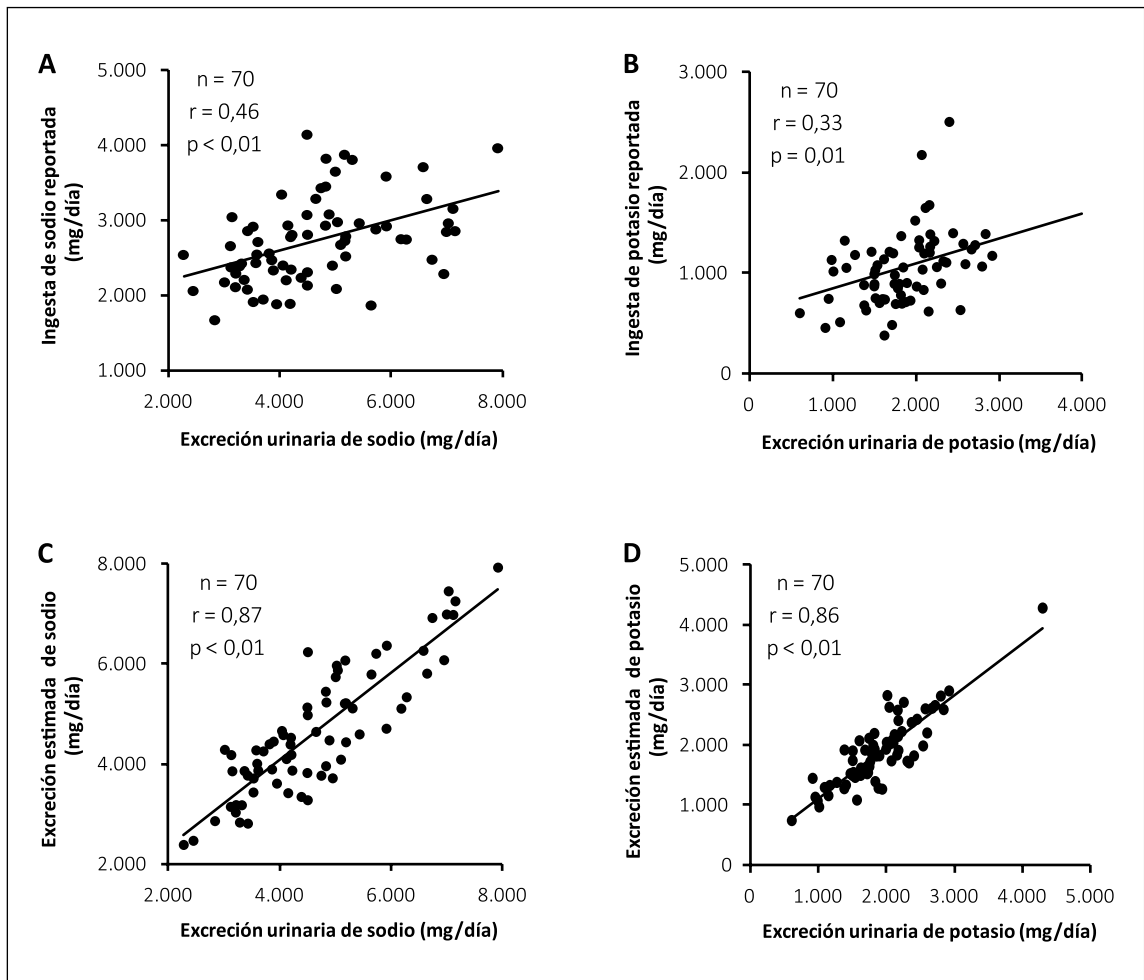 A
n = 70
r = 0,46
p < 0,01
Ingesta de sodio reportada
(mg/día)
5.000
4.000
3.000
2.000
1.000
2.000 4.000 6.000 8.000
Excreción urinaria de sodio (mg/día)
B
n = 70
r = 0,33
p = 0,01
Ingesta de potasio reportada
(mg/día)
3.000
2.000
1.000
0
0 1.000 2.000 3.000 4.000
Excreción urinaria de potasio (mg/día)
C
n = 70
r = 0,87
p < 0,01
Excreción estimada de sodio
(mg/día)
8.000
6.000
4.000
2.000
2.000 4.000 6.000 8.000
Excreción urinaria de sodio (mg/día)
D
n = 70
r = 0,86
p < 0,01
Excreción estimada de potasio
(mg/día)
5.000
4.000
3.000
2.000
1.000
0
0 1.000 2.000 3.000 4.000 5.000
Excreción urinaria de potasio (mg/día)